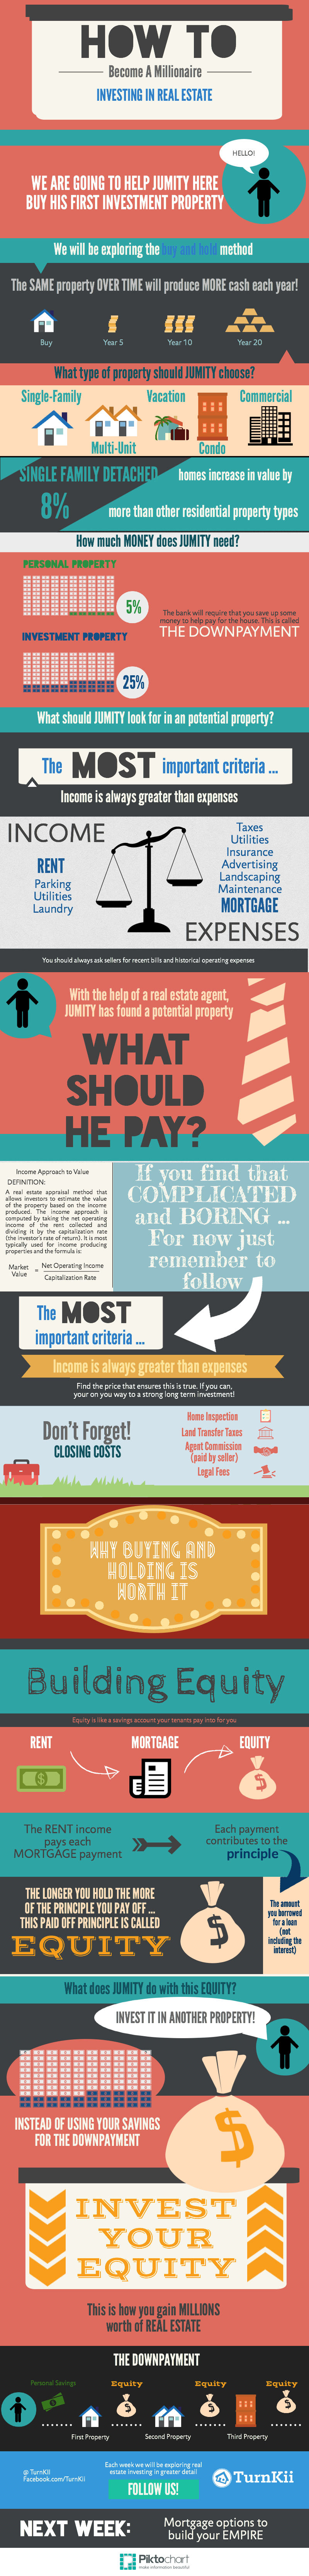 HOW TO
Become A Millionaire
INVESTING IN REAL ESTATE
HELLO!
WE ARE GOING TO HELP JUMITY HERE
BUY HIS FIRST INVESTMENT PROPERTY
We will be exploring the buy and hold method
The SAME property OVER TIME will produce MORE cash each year!
Buy
Year 5
Year 10
Year 20
What type of property should JUMITY choose?
Single-Family
Vacation
Commercial
Multi-Unit
Condo
SINGLE FAMILY DETACHED homes increase in value by
8% more than other residential property types
How much MONEY does JUMITY need?
PERSONAL PROPERTY
5%
The bank will require that you save up some
money to help pay for the house. This is called
THE DOWNPAYMENT
INVESTMENT PROPERTY
25%
What should JUMITY look for in an potential property?
The MOST important criteria ...
Income is always greater than expenses
INCOME
RENT
Parking
Utilities
Laundry
Taxes
Utilities
Insurance
Advertising
Landscaping
Maintenance
MORTGAGE
EXPENSES
You should always ask sellers for recent bills and historical operating expenses
With the help of a real estate agent,
JUMITY has found a potential property
WHAT
SHOULD
HE PAY?
Income Approach to Value
DEFINITION:
A real estate appraisal method that
allows investors to estimate the value
of the property based on the income
produced. The income approach is
computed by taking the net operating
income of the rent collected and
dividing it by the capitalization rate
(the investor's rate of return). It is most
typically used for income producing
properties and the formula is:
Market Value = Net Operating Income
Capitalization Rate
If you find that
COMPLICATED
and BORING ...
For now just
remember to
follow
The MOST
important criteria ...
Income is always greater than expenses
Find the price that ensures this is true. If you can,
your on you way to a strong long term investment!
Don't Forget!
CLOSING COSTS
Home Inspection
Land Transfer Taxes
Agent Commission
(paid by seller)
Legal Fees
WHY BUYING AND
HOLDING IS
WORTH IT
Building Equity
Equity is like a savings account your tenants pay into for you
RENT
MORTGAGE
EQUITY
The RENT income
pays each
MORTGAGE payment
Each payment
contributes to the
principle
THE LONGER YOU HOLD THE MORE
OF THE PRINCIPLE YOU PAY OFF ...
THIS PAID OFF PRINCIPLE IS CALLED
EQUITY
The amount
you borrowed
for a loan
(not
including the
interest)
What does JUMITY do with this EQUITY?
INVEST IT IN ANOTHER PROPERTY!
INSTEAD OF USING YOUR SAVINGS
FOR THE DOWNPAYMENT
INVEST
YOUR
EQUITY
This is how you gain MILLIONS
worth of REAL ESTATE
THE DOWNPAYMENT
Personal Savings
Equity
Equity
Equity
First Property
Second Property
Third Property
@ TurnKII
Facebook.com/TurnKii
Each week we will be exploring real
estate investing in greater detail
FOLLOW US!
TurnKii
NEXT WEEK:
Mortgage options to
build your EMPIRE
Piktochart
make information beautiful